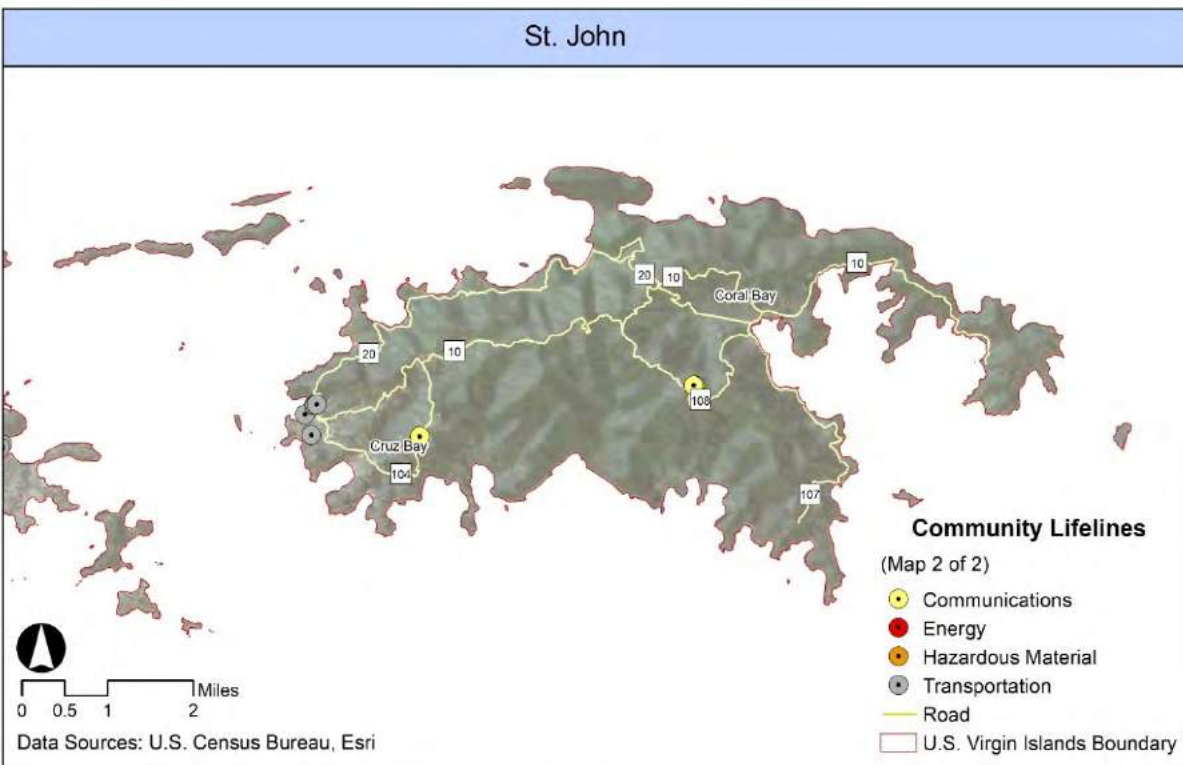 St. John
20
10
10
Coral Bay
20
10
108
Cruz Bay
104
107
Community Lifelines
(Map 2 of 2)
Communications
Energy
Hazardous Material
Transportation
Road
U.S. Virgin Islands Boundary
Miles
0 0.5 1 2
Data Sources: U.S. Census Bureau, Esri